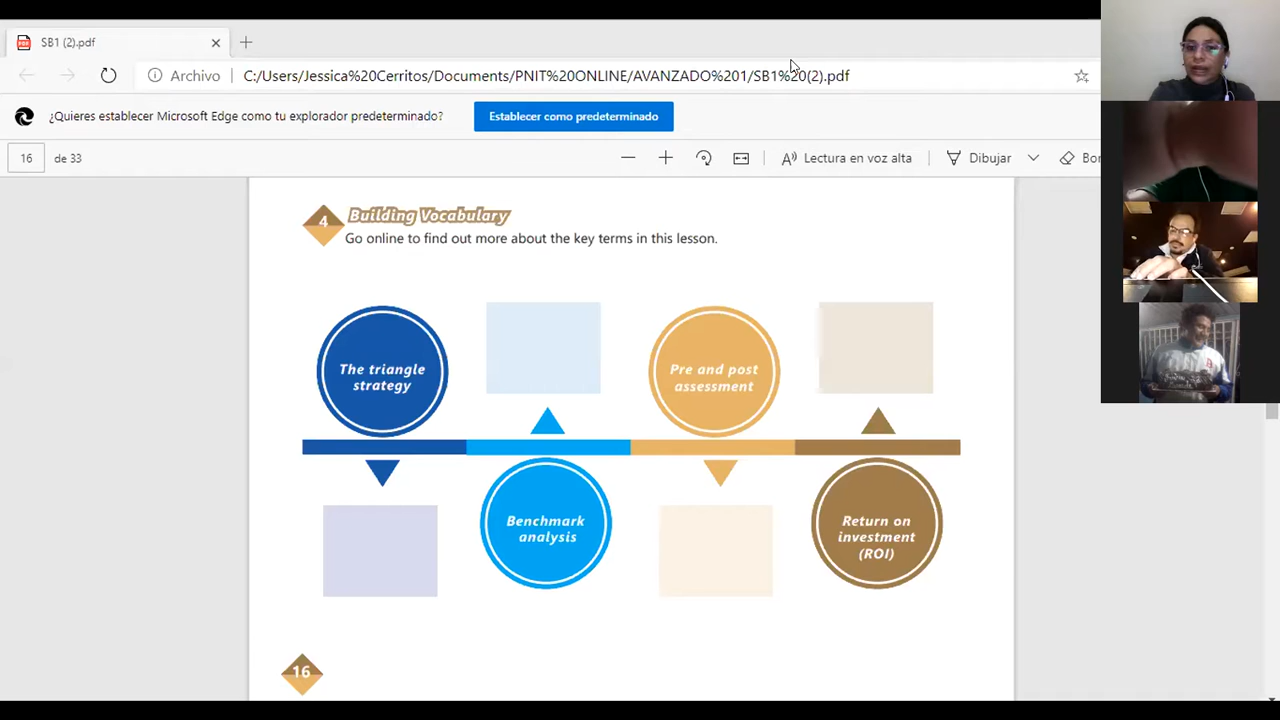 SB1 (2).pdf
Archivo
C:/Users/Jessica%20Cerritos/Documents/PNIT%20ONLINE/AVANZADO%201/SB1%20(2).pdf
¿Quieres establecer Microsoft Edge como tu explorador predeterminado?
Establecer como predeterminado
16
de 33
Lectura en voz alta
Dibujar
4
Building Vocabulary
Go online to find out more about the key terms in this lesson.
The triangle
strategy
Pre and post
assessment
Benchmark
analysis
Return on
investment
(ROI)
16